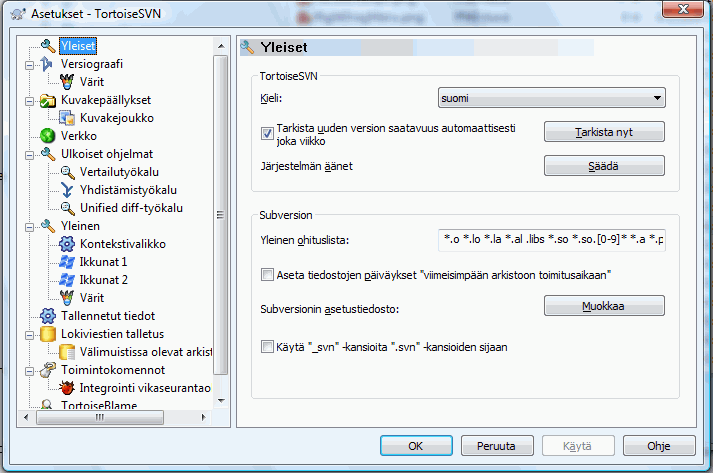 Asetukset - TortoiseSVN
Yleiset
Versiograafi
Värit
Kuvakepäällykset
Kuvakejoukko
Verkko
Ulkoiset ohjelmat
Vertailutyökalu
Yhdistämistyökalu
Unified diff-työkalu
Yleinen
Kontekstivalikko
Ikkunat 1
Ikkunat 2
Värit
Tallennetut tiedot
Lokiviestien talletus
Välimuistissa olevat arkist
Toimintokomennot
Integrointi vikaseurantao
TortoiseBlame
Yleiset
TortoiseSVN
Kieli:
suomi
Tarkista uuden version saatavuus automaattisesti
joka viikko
Tarkista nyt
Järjestelmän äänet
Säädä
Subversion
Yleinen ohituslista:
*.o *.lo *.la *.al .libs *.so *.so.[0-9]* *.a *.p
Aseta tiedostojen päiväykset "viimeisimpään arkistoon toimitusaikaan"
Subversionin asetustiedosto:
Muokkaa
Käytä "_svn" -kansioita ".svn" -kansioiden sijaan
OK
Peruuta
Käytä
Ohje